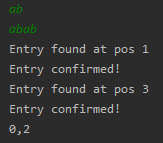 ab
abab
Entry found at pos 1
Entry confirmed!
Entry found at pos 3
Entry confirmed!
0,2